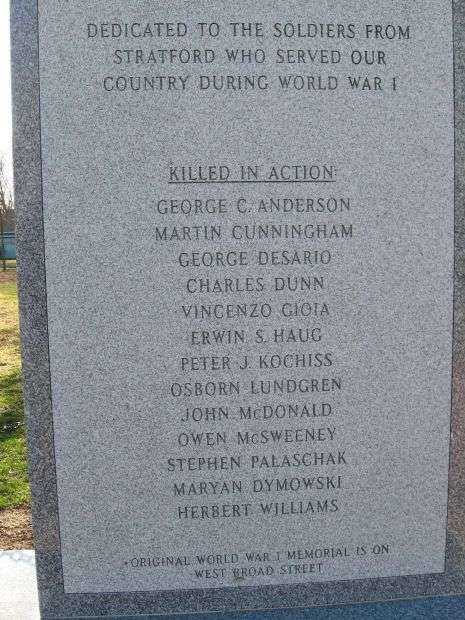 DEDICATED TO THE SOLDIERS FROM
STRATFORD WHO SERVED OUR
COUNTRY DURING WORLD WAR I
KILLED IN ACTION
GEORGE C. ANDERSON
MARTIN CUNNINGHAM
GEORGE DESARIO
CHARLES DUNN
VINCENZO GIOIA
ERWIN S. HAUG
PETER J. KOCHISS
OSBORN LUNDGREN
JOHN McDONALD
OWEN McSWEENEY
STEPHEN PALASCHAK
MARYAN DYMOWSKI
HERBERT WILLIAMS
*ORIGINAL WORLD WAR I MEMORIAL IS ON
WEST BROAD STREET